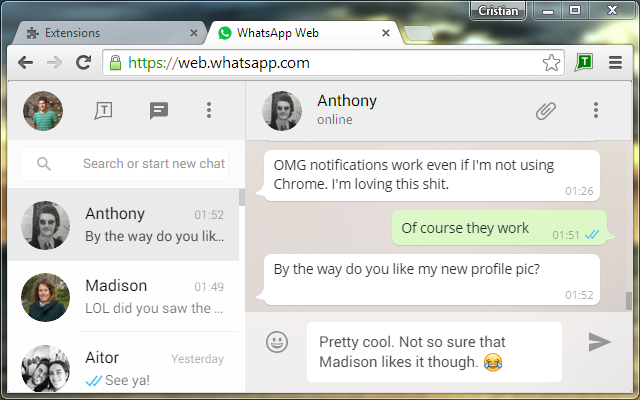 Cristian
Extensions
WhatsApp Web
https://web.whatsapp.com
T
T
Anthony
online
Search or start new chat
Anthony 01:52
By the way do you lik...
Madison 01:49
LOL did you saw the ...
Aitor Yesterday
See ya!
OMG notifications work even if I'm not using
Chrome. I'm loving this shit.
01:26
Of course they work
01:51
By the way do you like my new profile pic?
01:52
Pretty cool. Not so sure that
Madison likes it though. 😂